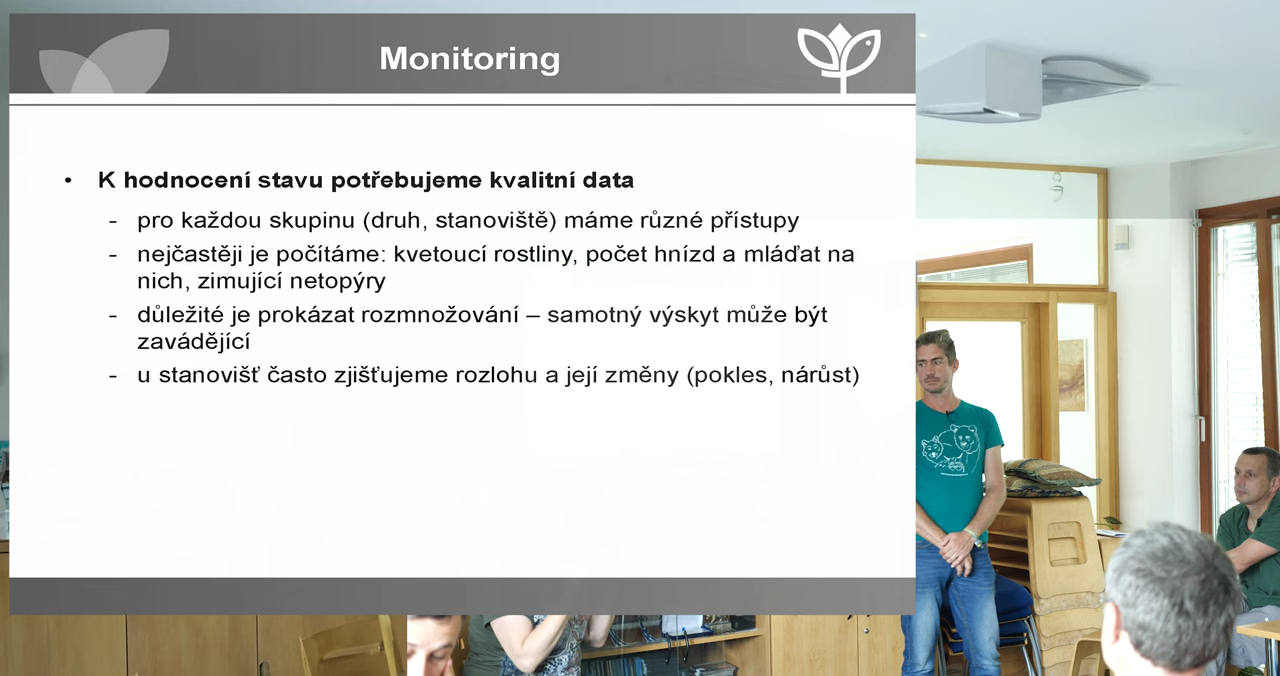 Monitoring
• K hodnocení stavu potřebujeme kvalitní data
- pro každou skupinu (druh, stanoviště) máme různé přístupy
- nejčastěji je počítáme: kvetoucí rostliny, počet hnízd a mláďat na
nich, zimující netopýry
- důležité je prokázat rozmnožování – samotný výskyt může být
zavádějící
- u stanovišť často zjišťujeme rozlohu a její změny (pokles, nárůst)